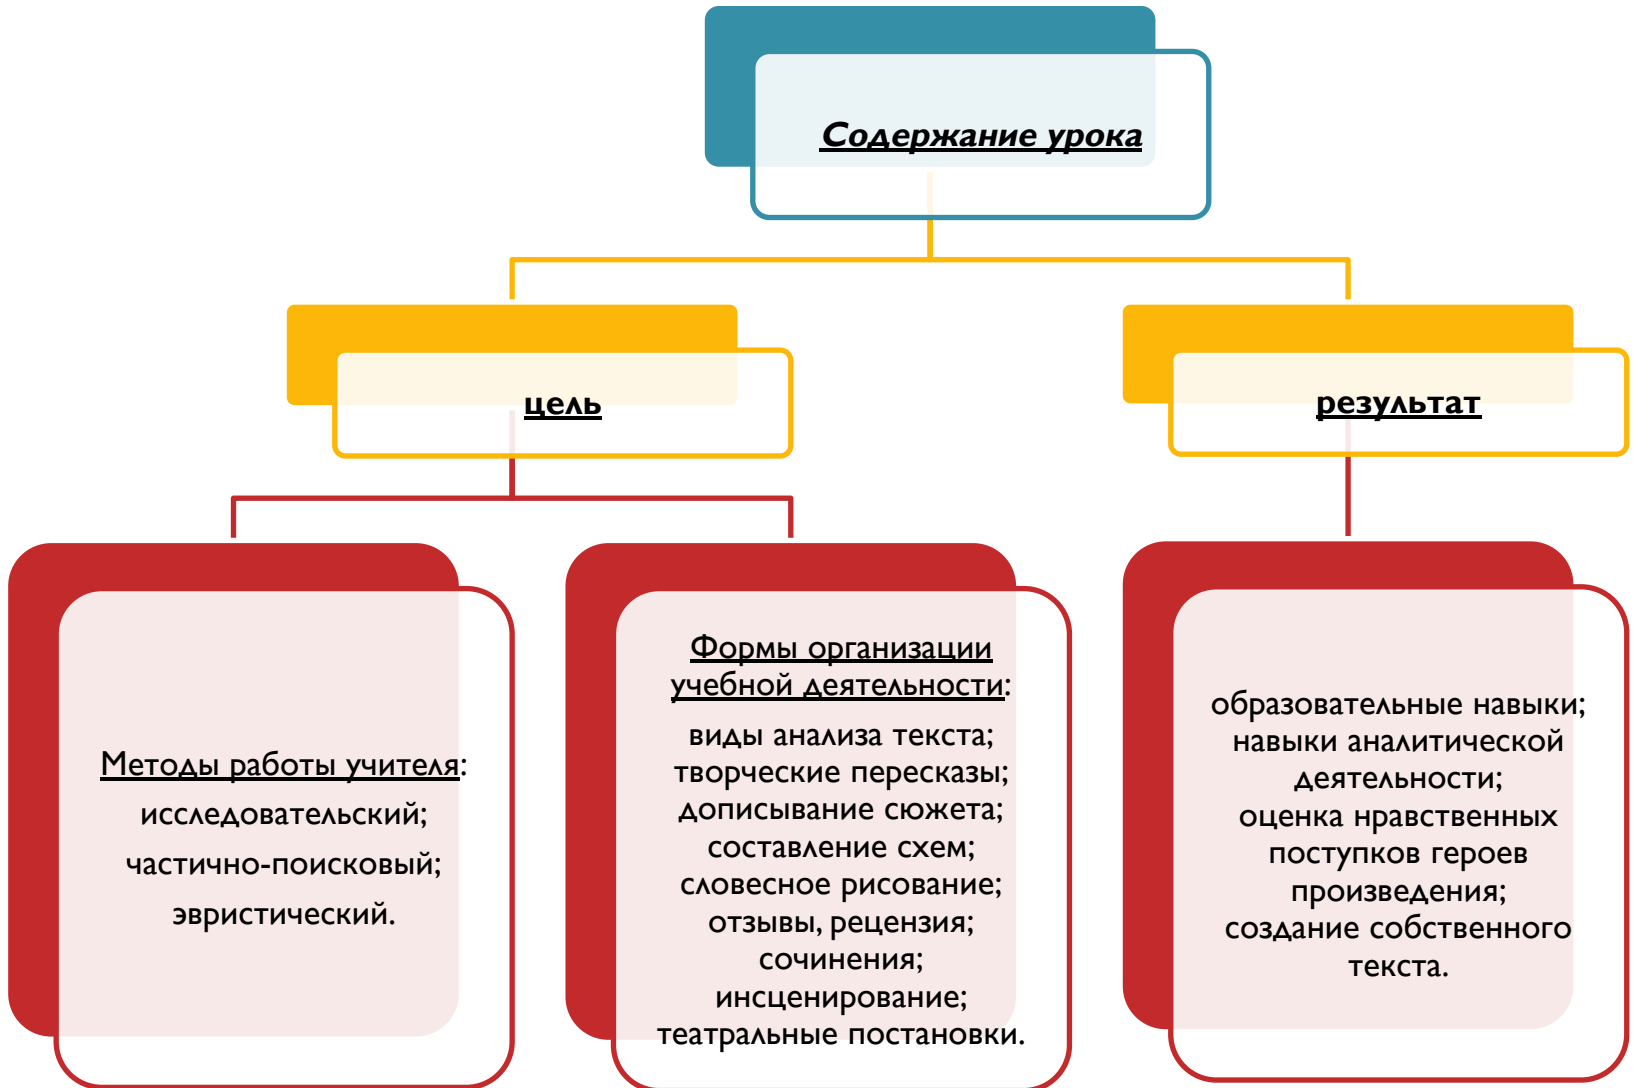 Содержание урока
цель
результат
Методы работы учителя:
исследовательский;
частично-поисковый;
эвристический.
Формы организации
учебной деятельности:
виды анализа текста;
творческие пересказы;
дописывание сюжета;
составление схем;
словесное рисование;
отзывы, рецензия;
сочинения;
инсценирование;
театральные постановки.
образовательные навыки;
навыки аналитической
деятельности;
оценка нравственных
поступков героев
произведения;
создание собственного
текста.